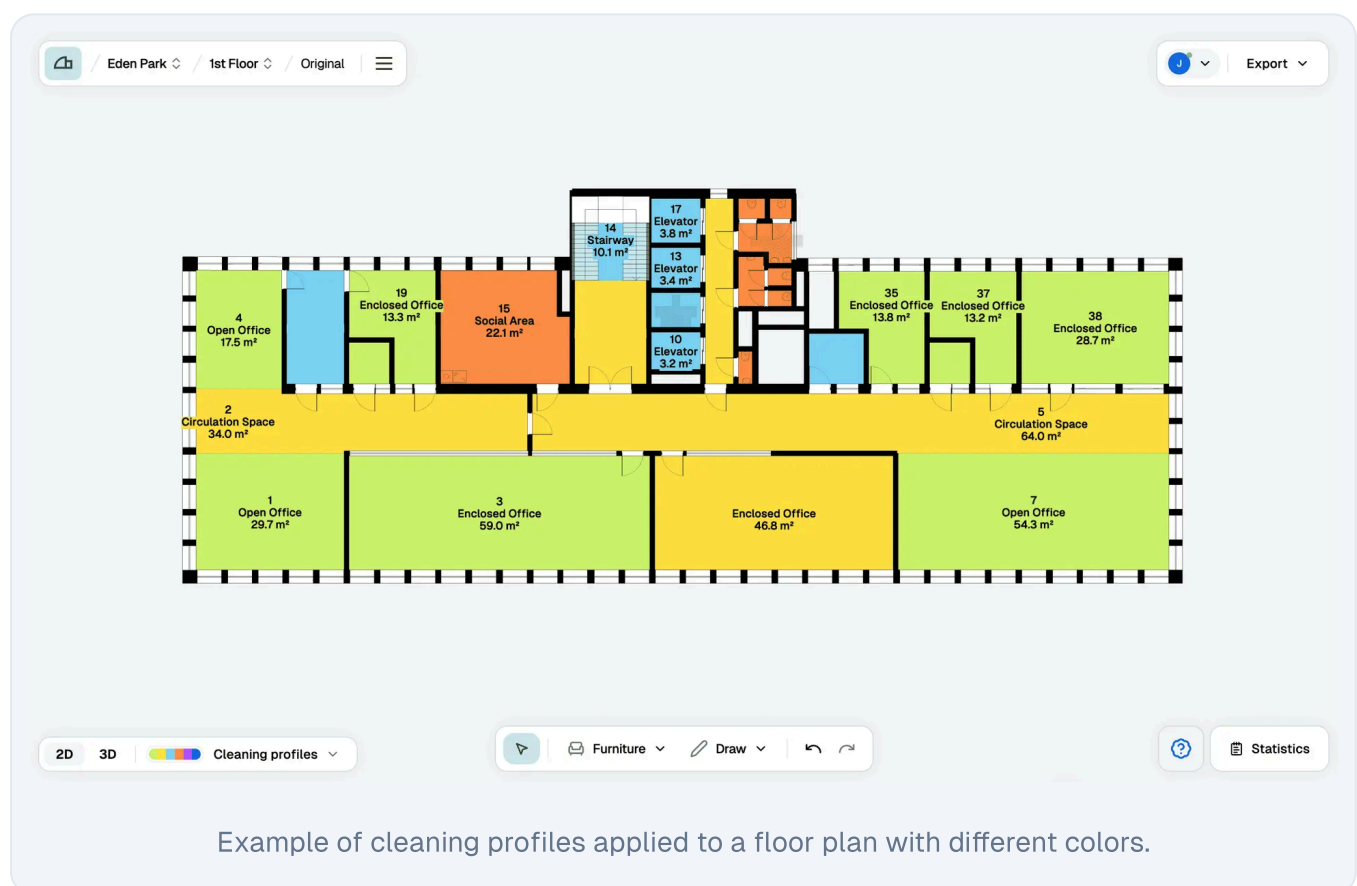 Eden Park
1st Floor
Original
J
Export
17
Elevator
3.8 m²
14
Stairway
10.1 m²
13
Elevator
3.4 m²
10
Elevator
3.2 m²
4
Open Office
17.5 m²
19
Enclosed Office
13.3 m²
15
Social Area
22.1 m²
35
Enclosed Office
13.8 m²
37
Enclosed Office
13.2 m²
38
Enclosed Office
28.7 m²
2
Circulation Space
34.0 m²
5
Circulation Space
64.0 m²
1
Open Office
29.7 m²
3
Enclosed Office
59.0 m²
Enclosed Office
46.8 m²
7
Open Office
54.3 m²
2D
3D
Cleaning profiles
Furniture
Draw
?
Statistics
Example of cleaning profiles applied to a floor plan with different colors.